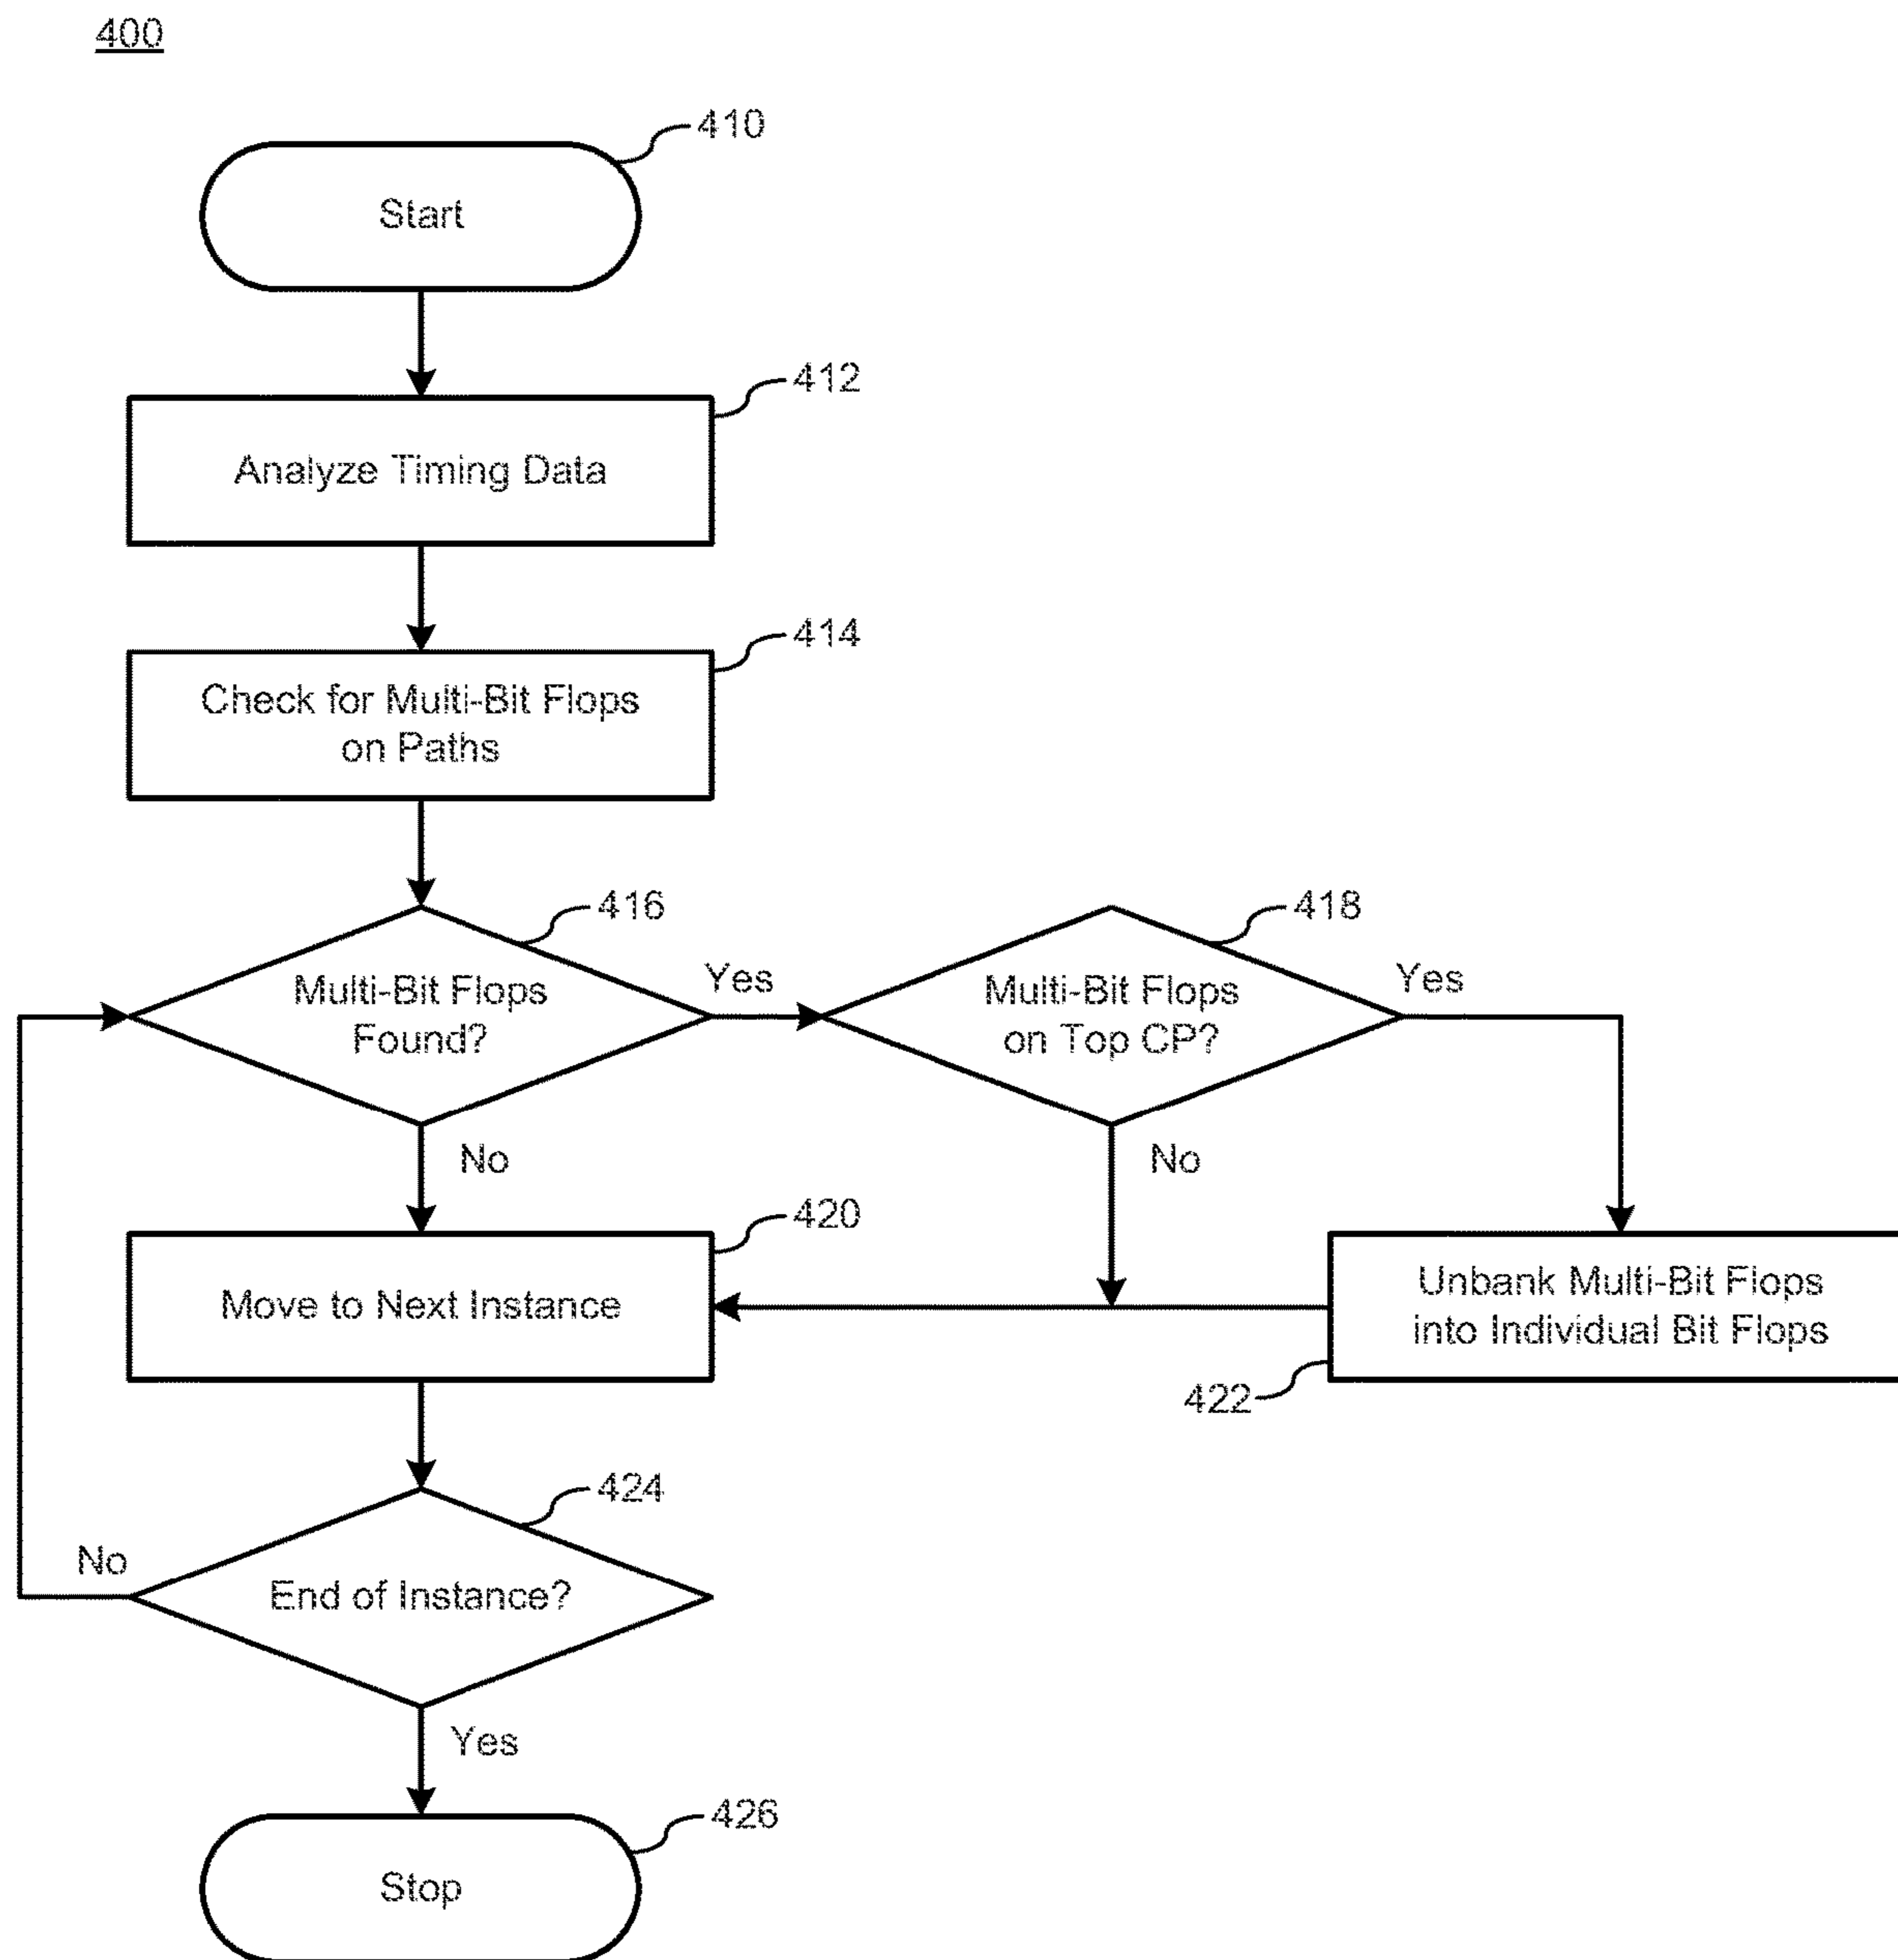 400
410
Start
412
Analyze Timing Data
414
Check for Multi-Bit Flops
on Paths
416
Multi-Bit Flops
Found?
Yes
418
Multi-Bit Flops
on Top CP?
Yes
No
No
420
Move to Next Instance
Unbank Multi-Bit Flops
into Individual Bit Flops
422
424
End of Instance?
No
Yes
426
Stop